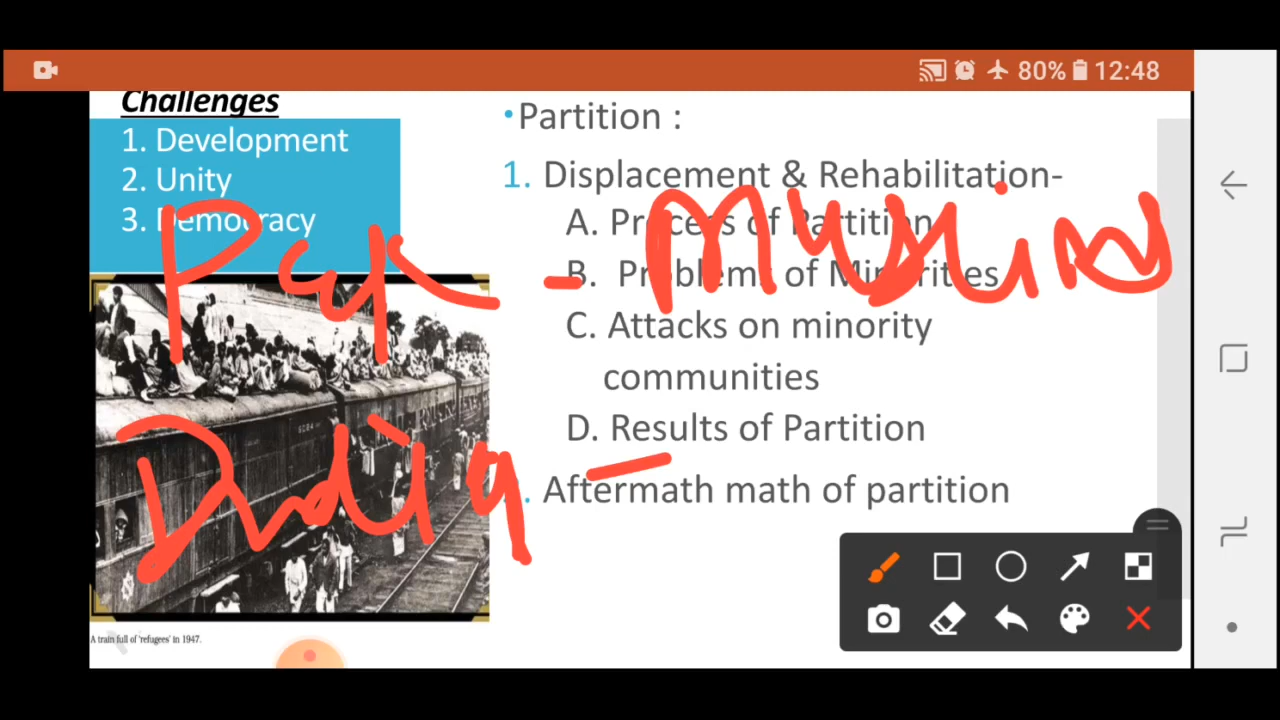 80% 12:48
Challenges
1. Development
2. Unity
3. Democracy
•Partition :
1. Displacement & Rehabilitation-
A. Process of Partition
B. Problems of Minorities
C. Attacks on minority
communities
D. Results of Partition
. Aftermath math of partition
Pak - Muslims
India -
A train full of 'refugees' in 1947.